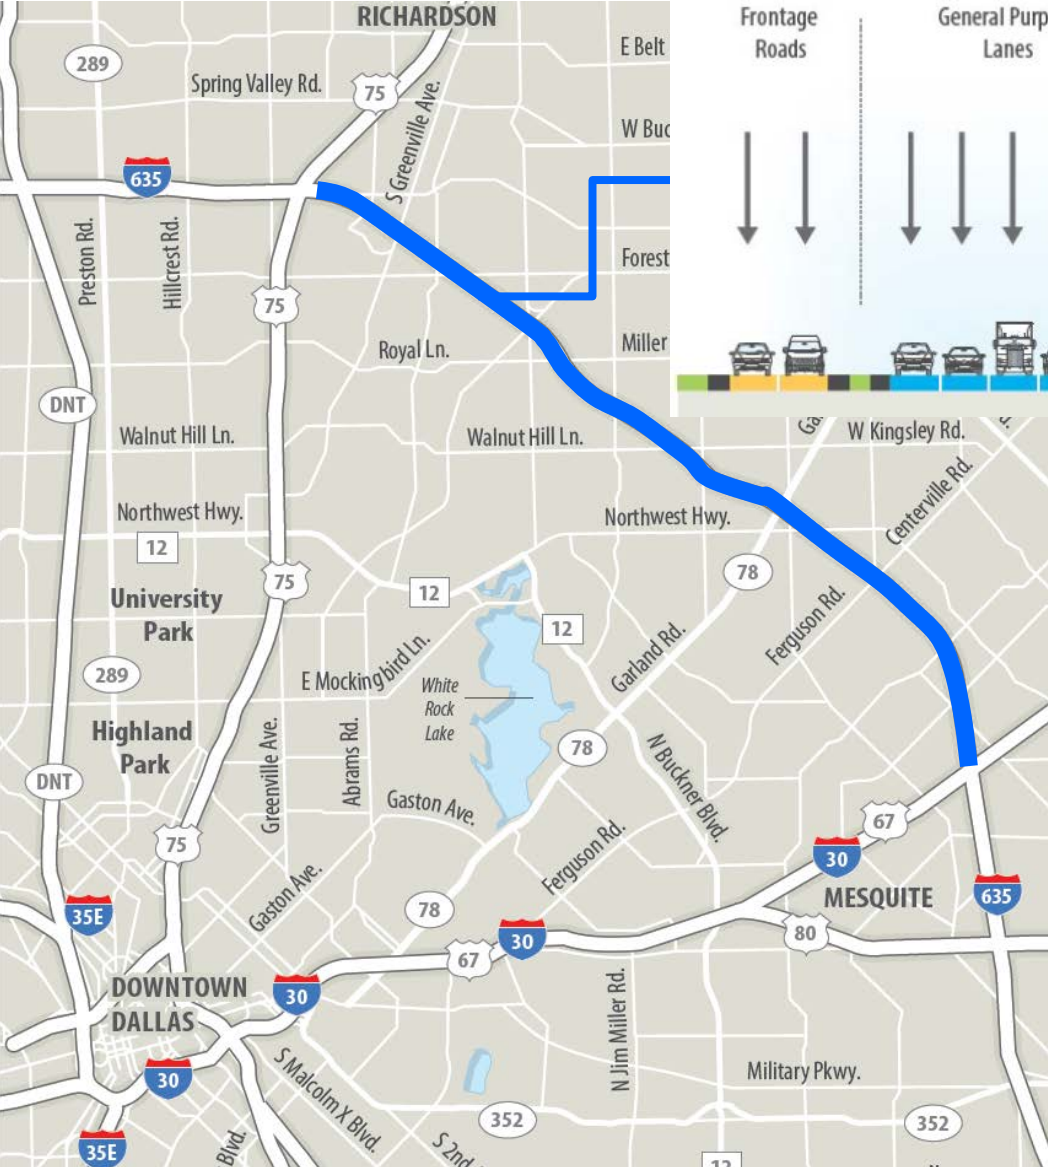 RICHARDSON
Frontage
Roads
General Purp
Lanes
E Belt
289
Spring Valley Rd.
75
S Greenville Ave.
W Buc
635
Preston Rd.
Hillcrest Rd.
Forest
75
Miller
Royal Ln.
DNT
Walnut Hill Ln.
Walnut Hill Ln.
Ga
W Kingsley Rd.
Centerville Rd.
Northwest Hwy.
Northwest Hwy.
12
78
75
12
University
Park
Ferguson Rd.
12
E Mockingbird Ln.
Garland Rd.
289
White
Rock
Lake
Highland
Park
78
N Buckner Blvd.
DNT
Greenville Ave.
Abrams Rd.
Gaston Ave.
67
75
Ferguson Rd.
30
MESQUITE
635
Gaston Ave.
35E
78
80
30
67
DOWNTOWN
DALLAS
30
N Jim Miller Rd.
30
S Malcolm X Blvd.
Military Pkwy.
352
352
35E
Blvd.
S 2nd
12